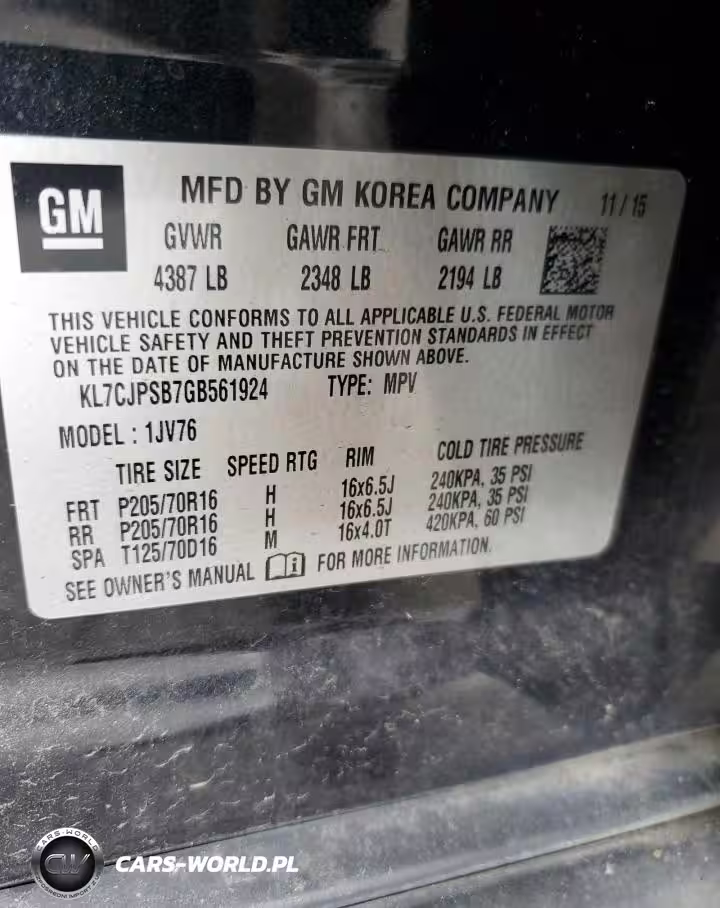 GM
MFD BY GM KOREA COMPANY 11/15
GVWR GAWR FRT GAWR RR
4387 LB 2348 LB 2194 LB
THIS VEHICLE CONFORMS TO ALL APPLICABLE U.S. FEDERAL MOTOR
VEHICLE SAFETY AND THEFT PREVENTION STANDARDS IN EFFECT
ON THE DATE OF MANUFACTURE SHOWN ABOVE.
KL7CJPSB7GB561924 TYPE: MPV
MODEL : 1JV76
TIRE SIZE SPEED RTG RIM COLD TIRE PRESSURE
FRT P205/70R16 H 16x6.5J 240KPA, 35 PSI
RR P205/70R16 H 16x6.5J 240KPA, 35 PSI
SPA T125/70D16 M 16x4.0T 420KPA, 60 PSI
SEE OWNER'S MANUAL FOR MORE INFORMATION.
CARS-WORLD
CARS-WORLD.PL